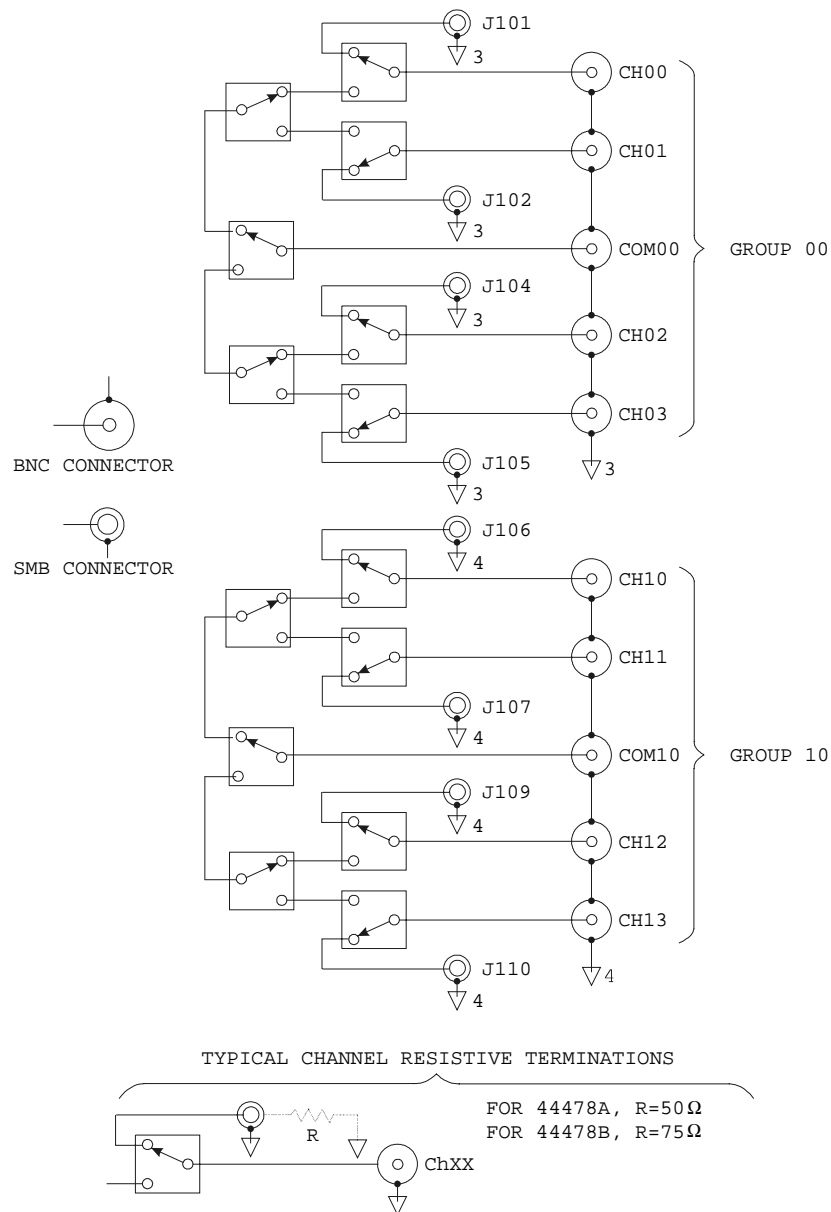 J101
3
CH00
CH01
J102
3
COM00
GROUP 00
J104
3
CH02
CH03
J105
3
3
BNC CONNECTOR
SMB CONNECTOR
J106
4
CH10
CH11
J107
4
COM10
GROUP 10
J109
4
CH12
CH13
J110
4
4
TYPICAL CHANNEL RESISTIVE TERMINATIONS
FOR 44478A, R=50Ω
FOR 44478B, R=75Ω
R
ChXX